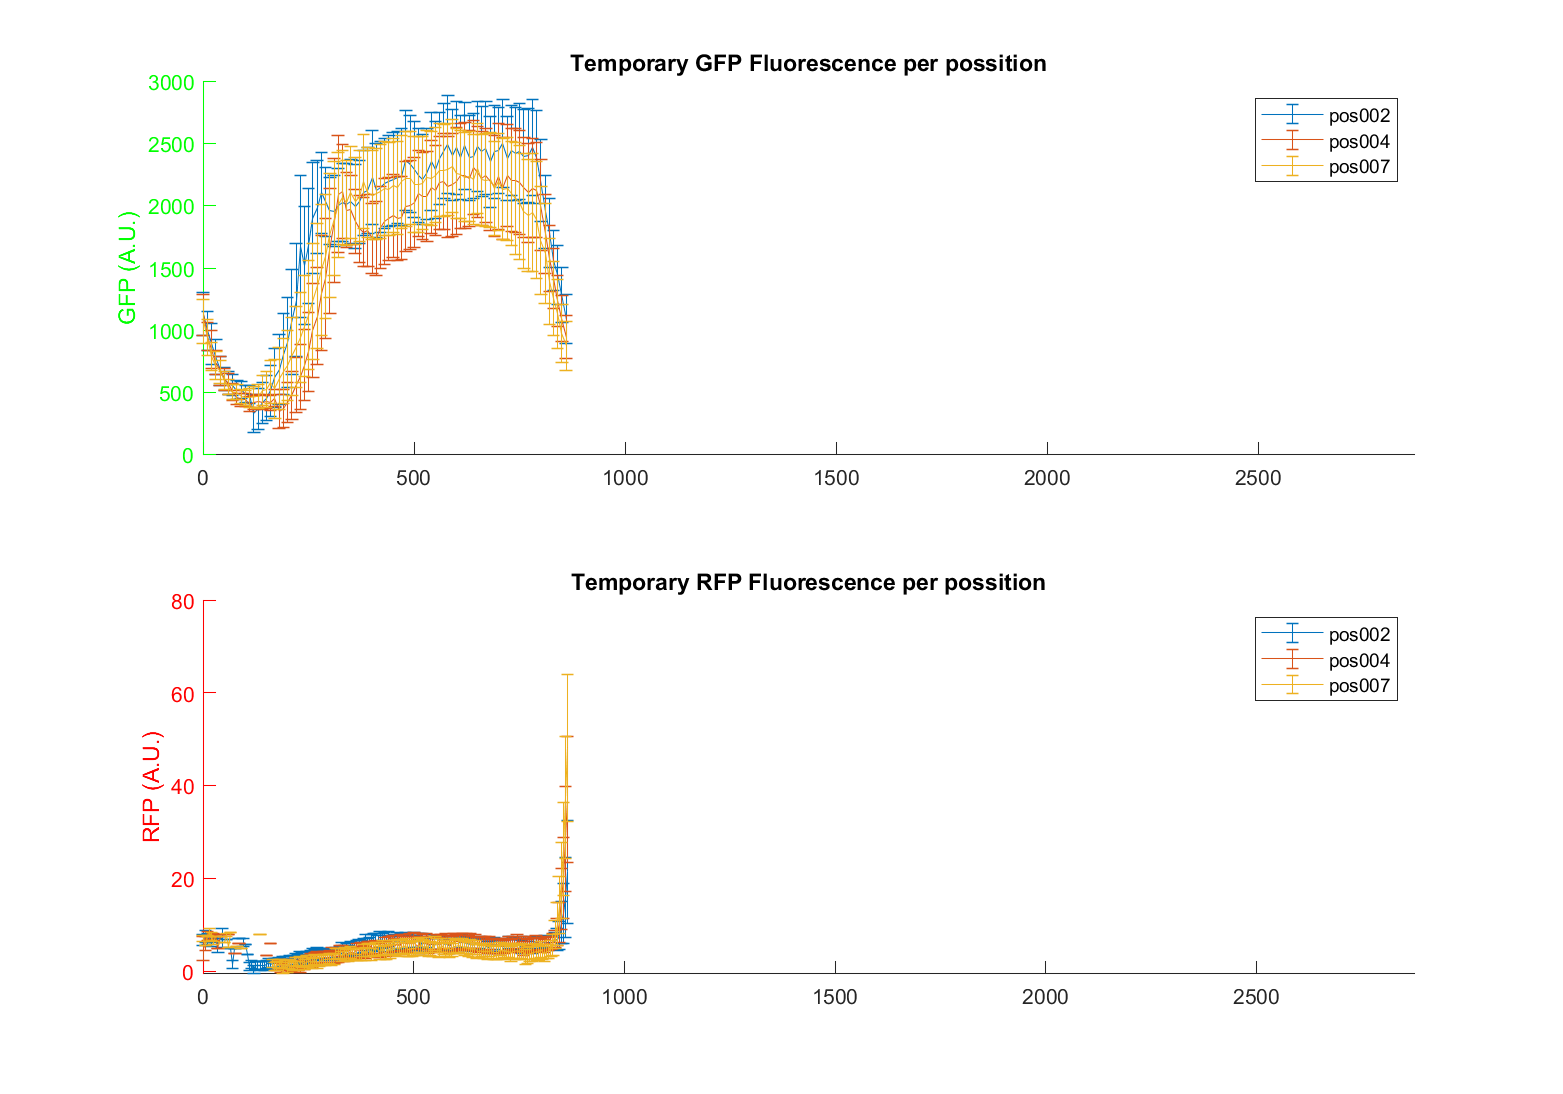 Temporary GFP Fluorescence per possition
3000
2500
2000
1500
1000
500
0
GFP (A.U.)
0 500 1000 1500 2000 2500
pos002
pos004
pos007
Temporary RFP Fluorescence per possition
80
60
40
20
0
RFP (A.U.)
0 500 1000 1500 2000 2500
pos002
pos004
pos007